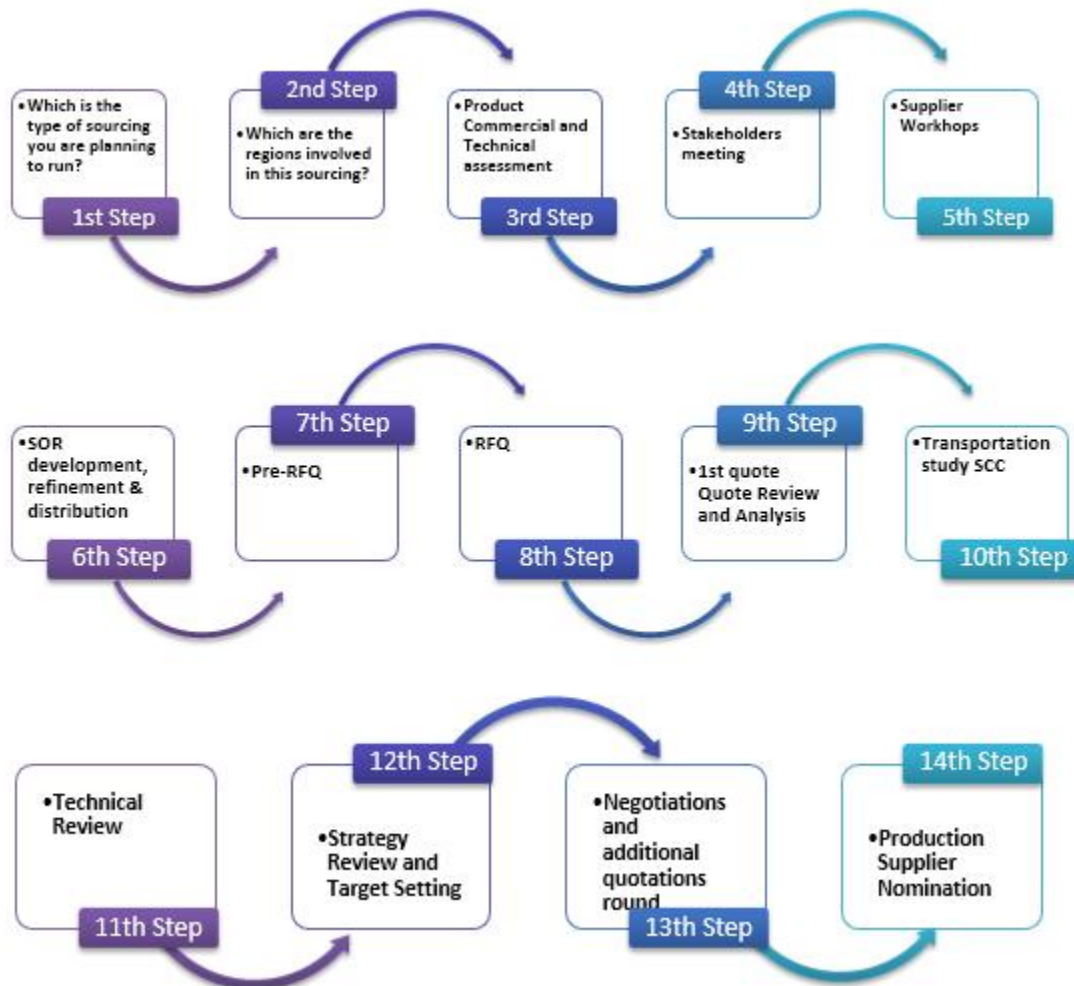 2nd Step
4th Step
•Which is the
type of sourcing
you are planning
to run?
•Which are the
regions involved
in this sourcing?
•Product
Commercial and
Technical
assessment
•Stakeholders
meeting
•Supplier
Workhops
1st Step
3rd Step
5th Step
7th Step
9th Step
•SOR
development,
refinement &
distribution
•Pre-RFQ
•RFQ
•1st quote
Quote Review
and Analysis
•Transportation
study SCC
6th Step
8th Step
10th Step
12th Step
14th Step
•Technical
Review
•Strategy
Review and
Target Setting
•Negotiations
and
additional
quotations
round
•Production
Supplier
Nomination
11th Step
13th Step